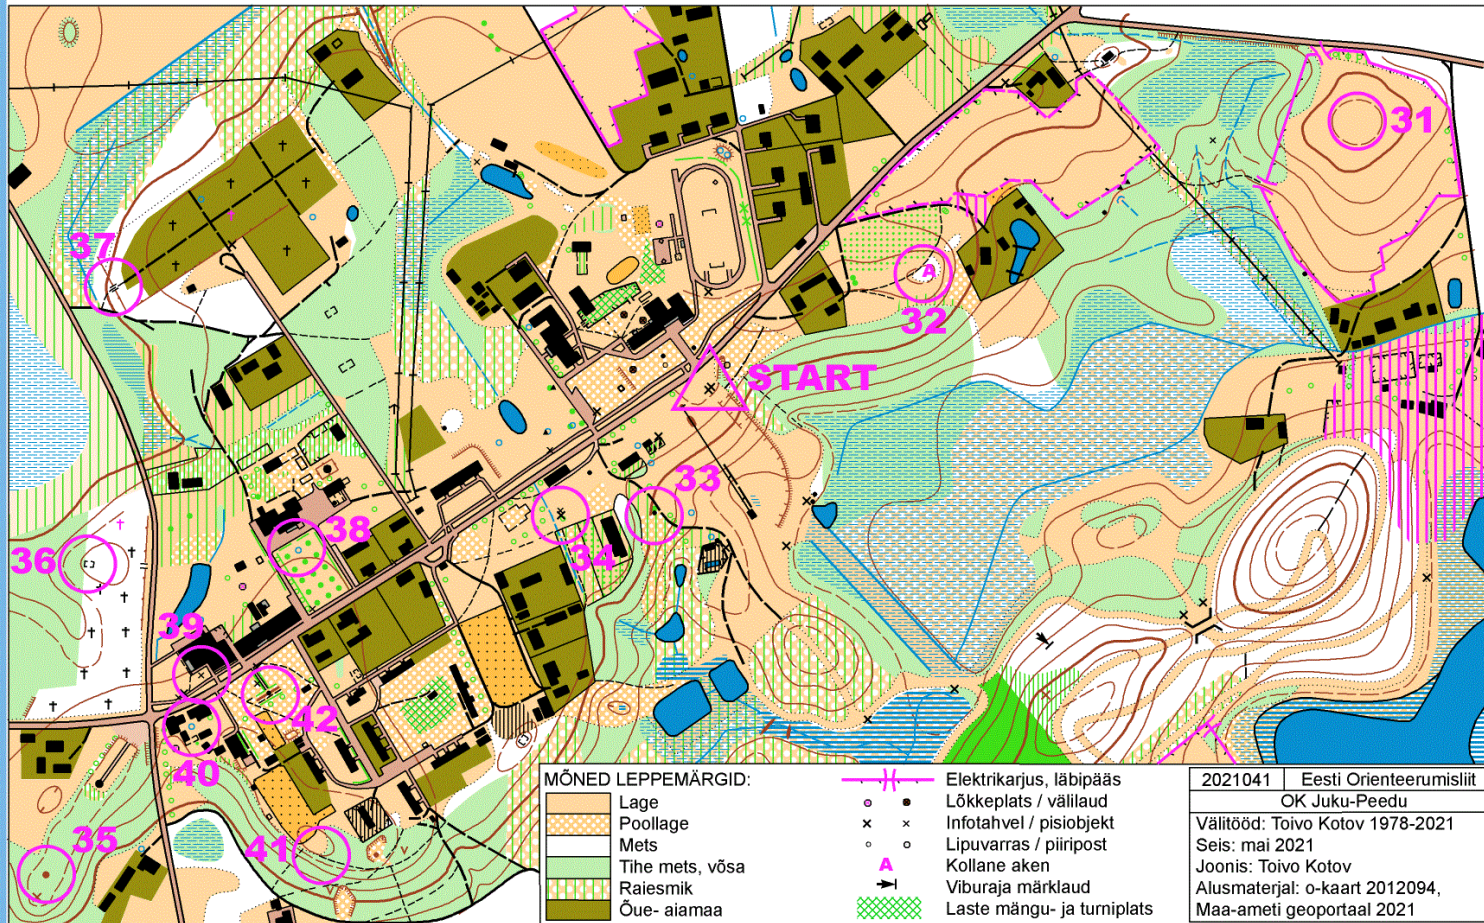 31
37
A
32
START
33
38
34
36
39
42
40
41
35
MÕNED LEPPEMÄRGID:
Lage
Poollage
Mets
Tihe mets, võsa
Raiesmik
Õue- aiamaa
Elektrikarjus, läbipääs
Lõkkeplats / välilaud
Infotahvel / pisiobjekt
Lipuvarras / piiripost
A Kollane aken
Viburaja märklaud
Laste mängu- ja turniplats
2021041 Eesti Orienteerumisliit
OK Juku-Peedu
Välitööd: Toivo Kotov 1978-2021
Seis: mai 2021
Joonis: Toivo Kotov
Alusmaterjal: o-kaart 2012094,
Maa-ameti geoportaal 2021